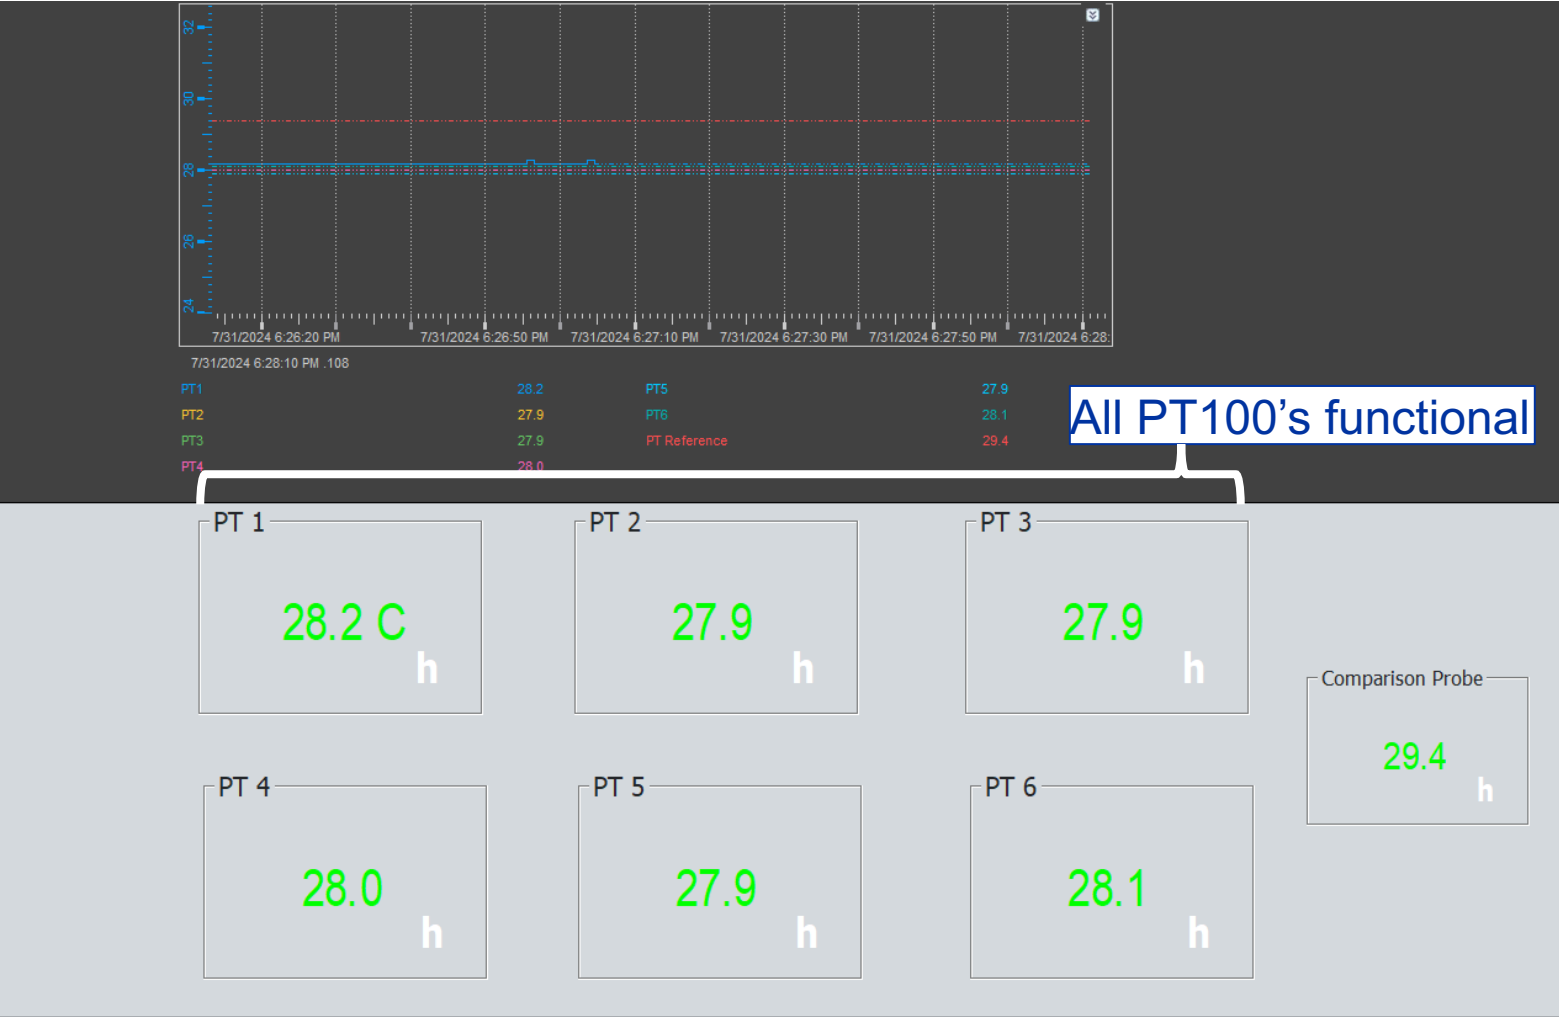 32
30
28
26
24
7/31/2024 6:26:20 PM 7/31/2024 6:26:50 PM 7/31/2024 6:27:10 PM 7/31/2024 6:27:30 PM 7/31/2024 6:27:50 PM 7/31/2024 6:28:
7/31/2024 6:28:10 PM .108
PT1 28.2 PT5 27.9
PT2 27.9 PT6 28.1
PT3 27.9 PT Reference 29.4
PT4 28.0
All PT100’s functional
PT 1 PT 2 PT 3
28.2 C 27.9 27.9
h h h
Comparison Probe
29.4
h
PT 4 PT 5 PT 6
28.0 27.9 28.1
h h h